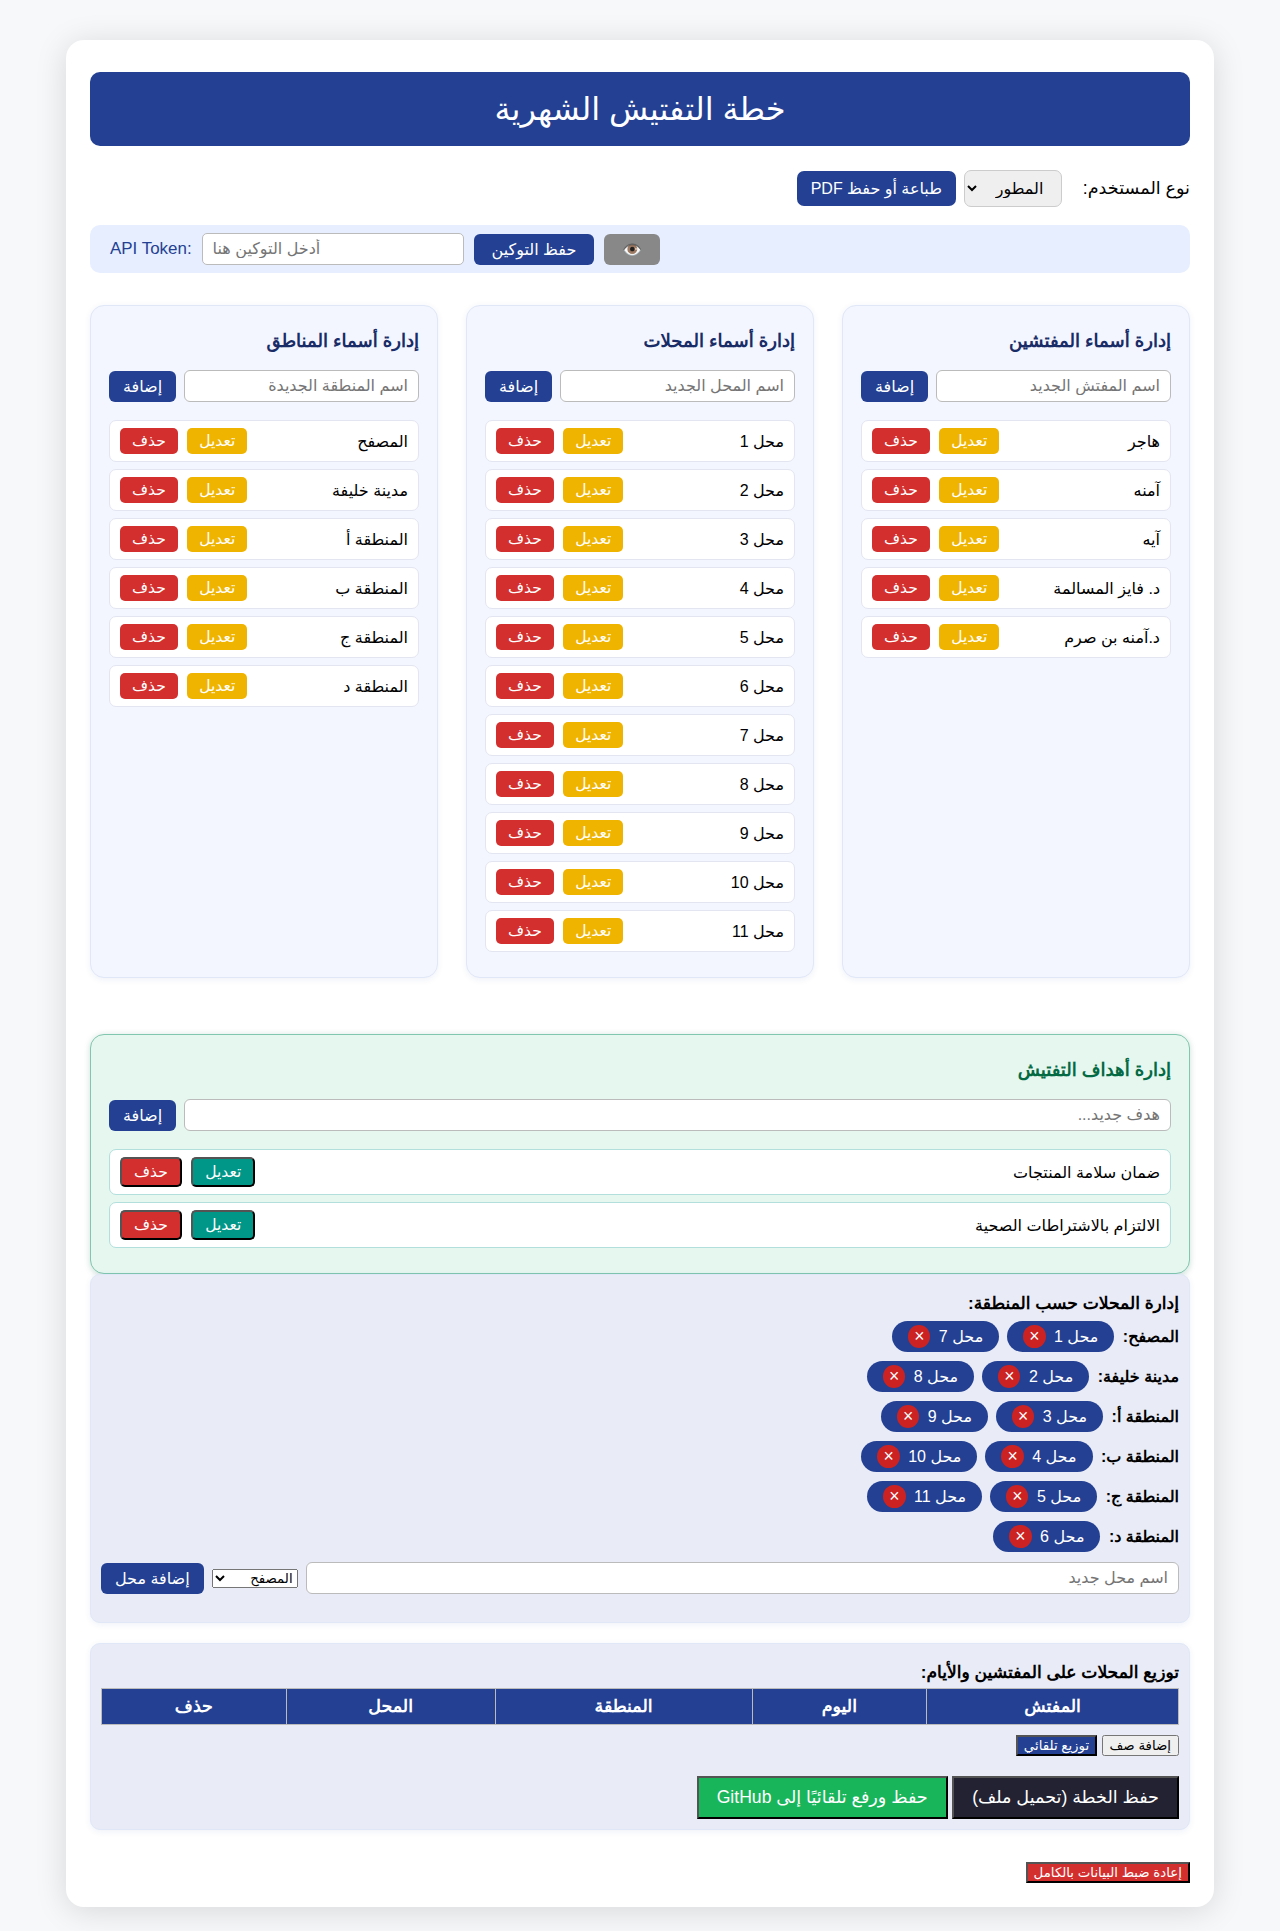 خطة التفتيش الشهرية
نوع المستخدم: المطور طباعة أو حفظ PDF
API Token: أدخل التوكين هنا حفظ التوكين
إدارة أسماء المفتشين
اسم المفتش الجديد إضافة
هاجر تعديل حذف
آمنه تعديل حذف
آيه تعديل حذف
د. فايز المسالمة تعديل حذف
د.آمنه بن صرم تعديل حذف
إدارة أسماء المحلات
اسم المحل الجديد إضافة
محل 1 تعديل حذف
محل 2 تعديل حذف
محل 3 تعديل حذف
محل 4 تعديل حذف
محل 5 تعديل حذف
محل 6 تعديل حذف
محل 7 تعديل حذف
محل 8 تعديل حذف
محل 9 تعديل حذف
محل 10 تعديل حذف
محل 11 تعديل حذف
إدارة أسماء المناطق
اسم المنطقة الجديدة إضافة
المصفح تعديل حذف
مدينة خليفة تعديل حذف
المنطقة أ تعديل حذف
المنطقة ب تعديل حذف
المنطقة ج تعديل حذف
المنطقة د تعديل حذف
إدارة أهداف التفتيش
هدف جديد... إضافة
ضمان سلامة المنتجات تعديل حذف
الالتزام بالاشتراطات الصحية تعديل حذف
إدارة المحلات حسب المنطقة:
المصفح: محل 1 × محل 7 ×
مدينة خليفة: محل 2 × محل 8 ×
المنطقة أ: محل 3 × محل 9 ×
المنطقة ب: محل 4 × محل 10 ×
المنطقة ج: محل 5 × محل 11 ×
المنطقة د: محل 6 ×
اسم محل جديد المصفح إضافة محل
توزيع المحلات على المفتشين والأيام:
المفتش اليوم المنطقة المحل حذف
إضافة صف توزيع تلقائي
حفظ الخطة (تحميل ملف) حفظ ورفع تلقائيًا إلى GitHub
إعادة ضبط البيانات بالكامل